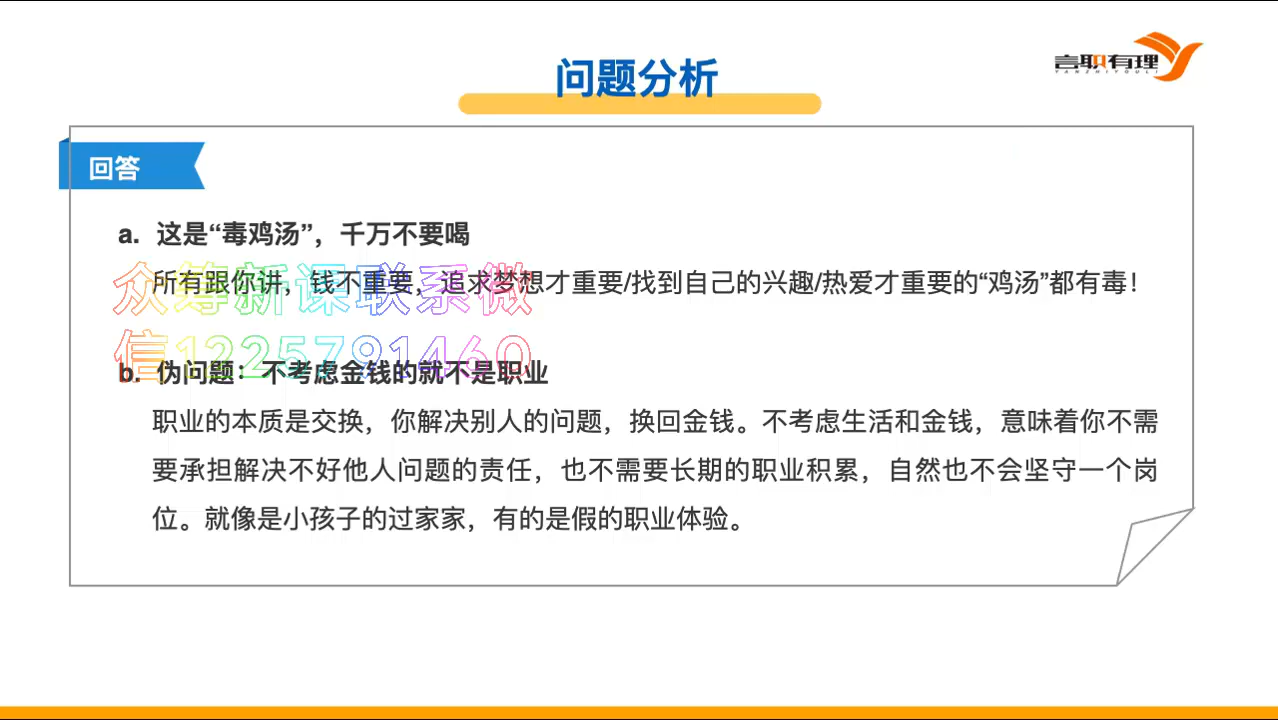 问题分析
言职有理
YANZHIYOULI
回答
a. 这是“毒鸡汤”，千万不要喝
所有跟你讲，钱不重要，追求梦想才重要/找到自己的兴趣/热爱才重要的“鸡汤”都有毒！
众筹新课联系微
信1225791460
b. 伪问题：不考虑金钱的就不是职业
职业的本质是交换，你解决别人的问题，换回金钱。不考虑生活和金钱，意味着你不需
要承担解决不好他人问题的责任，也不需要长期的职业积累，自然也不会坚守一个岗
位。就像是小孩子的过家家，有的是假的职业体验。